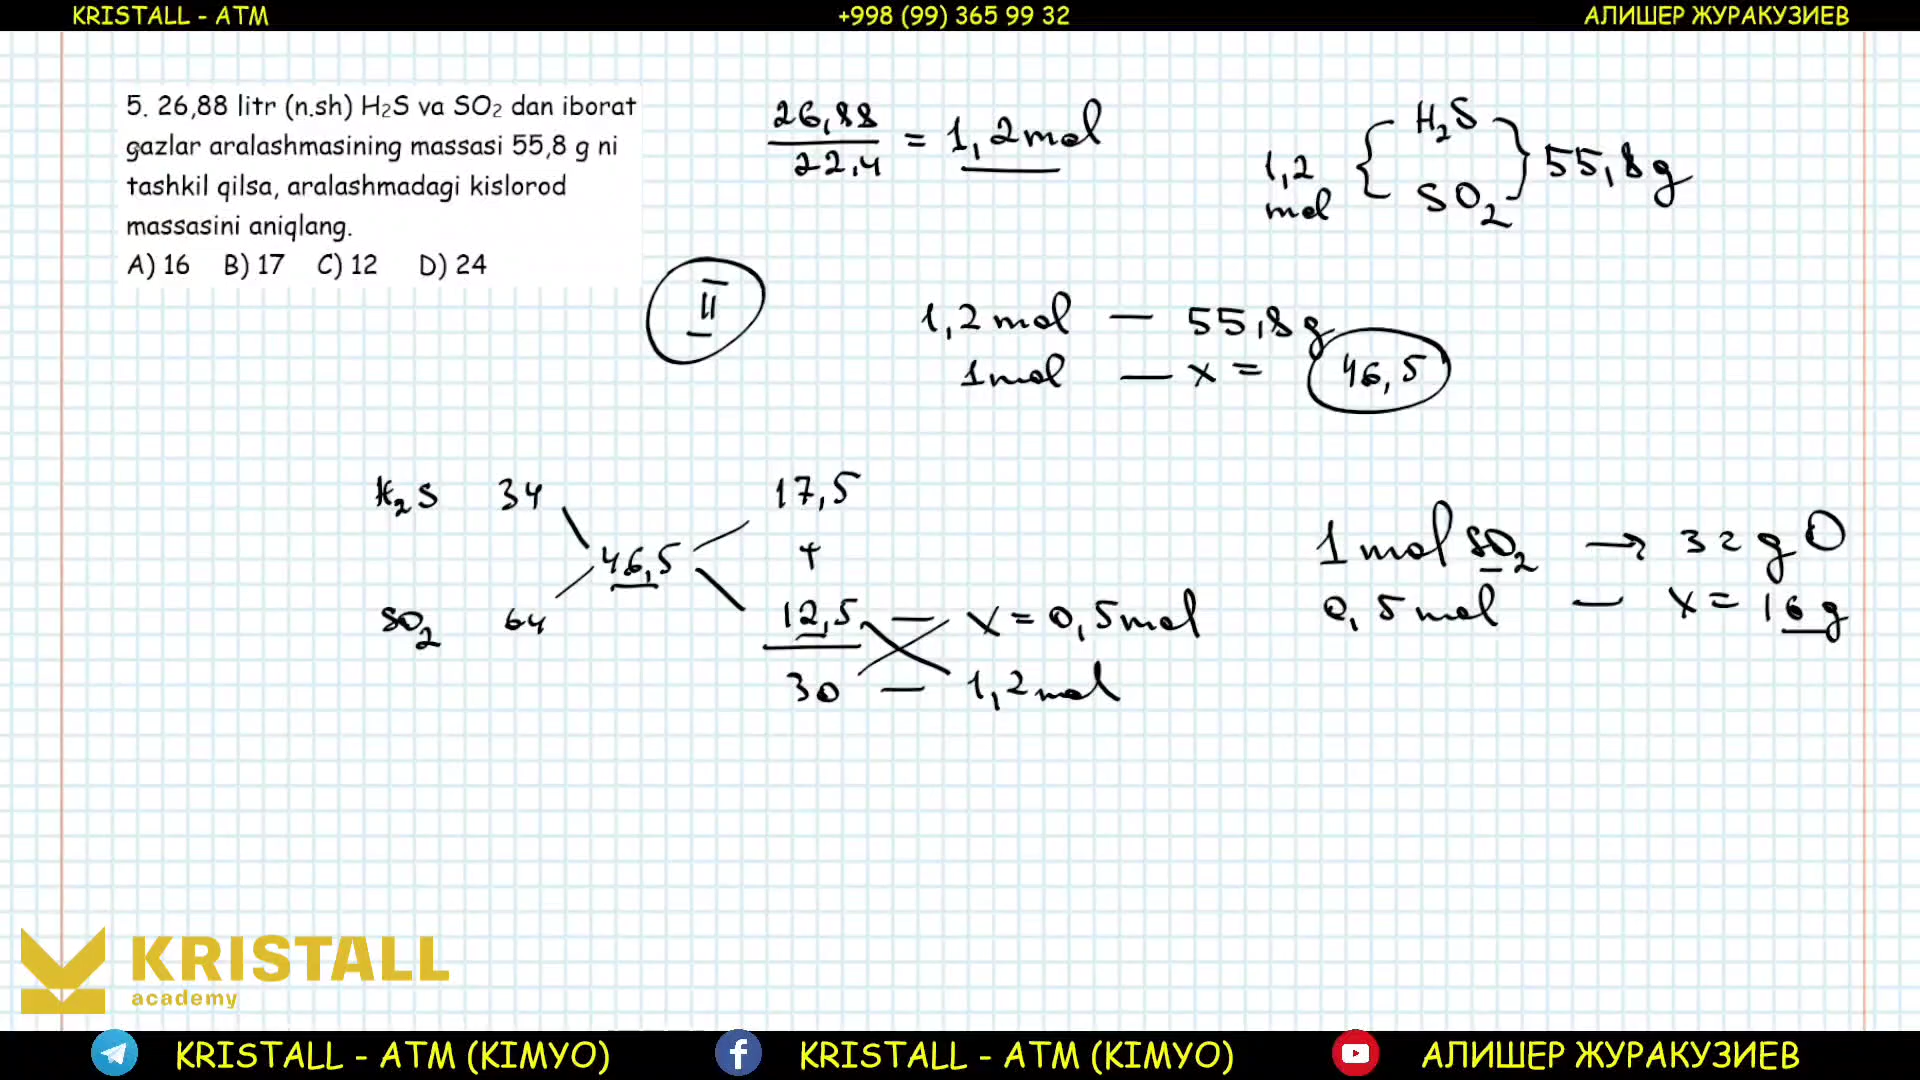 KRISTALL - ATM
+998 (99) 365 99 32
АЛИШЕР ЖУРАКУЗИЕВ
5. 26,88 litr (n.sh) H₂S va SO₂ dan iborat
gazlar aralashmasining massasi 55,8 g ni
tashkil qilsa, aralashmadagi kislorod
massasini aniqlang.
A) 16 B) 17 C) 12 D) 24
26,88
22,4
= 1,2 mol
1,2
mol
H₂S
SO₂
55,8 g
II
1,2 mol — 55,8 g
1 mol — x = 46,5
H₂S 34 17,5
46,5 +
SO₂ 64 12,5 — x = 0,5 mol
30 — 1,2 mol
1 mol SO₂ → 32 g O
0,5 mol — x = 16 g
KRISTALL
academy
KRISTALL - ATM (KIMYO)
KRISTALL - ATM (KIMYO)
АЛИШЕР ЖУРАКУЗИЕВ